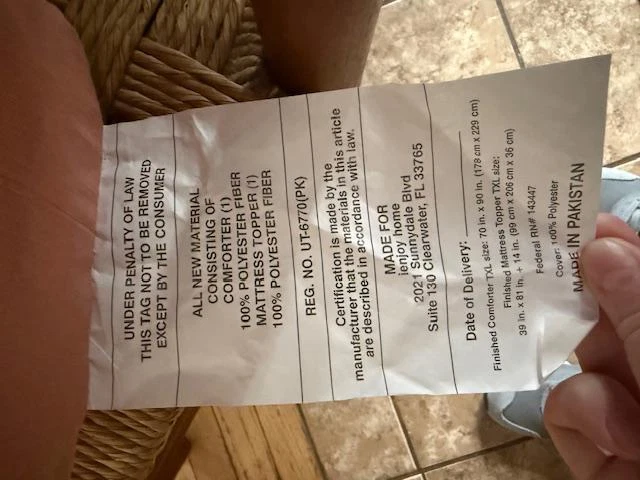 UNDER PENALTY OF LAW
THIS TAG NOT TO BE REMOVED
EXCEPT BY THE CONSUMER
ALL NEW MATERIAL
CONSISTING OF
COMFORTER (1)
100% POLYESTER FIBER
MATTRESS TOPPER (1)
100% POLYESTER FIBER
REG. NO. UT-6770(PK)
Certification is made by the
manufacturer that the materials in this article
are described in accordance with law.
MADE FOR
ienjoy home
2021 Sunnydale Blvd
Suite 130 Clearwater, FL 33765
Date of Delivery:
Finished Comforter TXL size: 70 in. x 90 in. (178 cm x 229 cm)
Finished Mattress Topper TXL size:
39 in. x 81 in. + 14 in. (99 cm x 206 cm x 36 cm)
Federal RN# 143447
Cover: 100% Polyester
MADE IN PAKISTAN